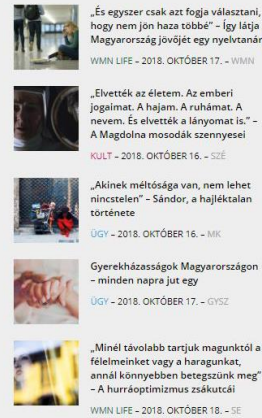 „És egyszer csak azt fogja választani,
hogy nem jön haza többé” – Így látja
Magyarország jövőjét egy nyelvtanár
WMN LIFE – 2018. OKTÓBER 17. – WMN
„Elvették az életem. Az emberi
jogaimat. A hajam. A ruhámat. A
nevem. És elvették a lányomat is.” –
A Magdolna mosodák szennyesei
KULT – 2018. OKTÓBER 16. – SZÉ
„Akinek méltósága van, nem lehet
nincstelen” – Sándor, a hajléktalan
története
ÜGY – 2018. OKTÓBER 16. – MK
Gyerekházasságok Magyarországon
– minden napra jut egy
ÜGY – 2018. OKTÓBER 17. – GYSZ
„Minél távolabb tartjuk magunktól a
félelmeinket vagy a haragunkat,
annál könnyebben betegszünk meg”
– A hurráoptimizmus zsákutcái
WMN LIFE – 2018. OKTÓBER 18. – SE